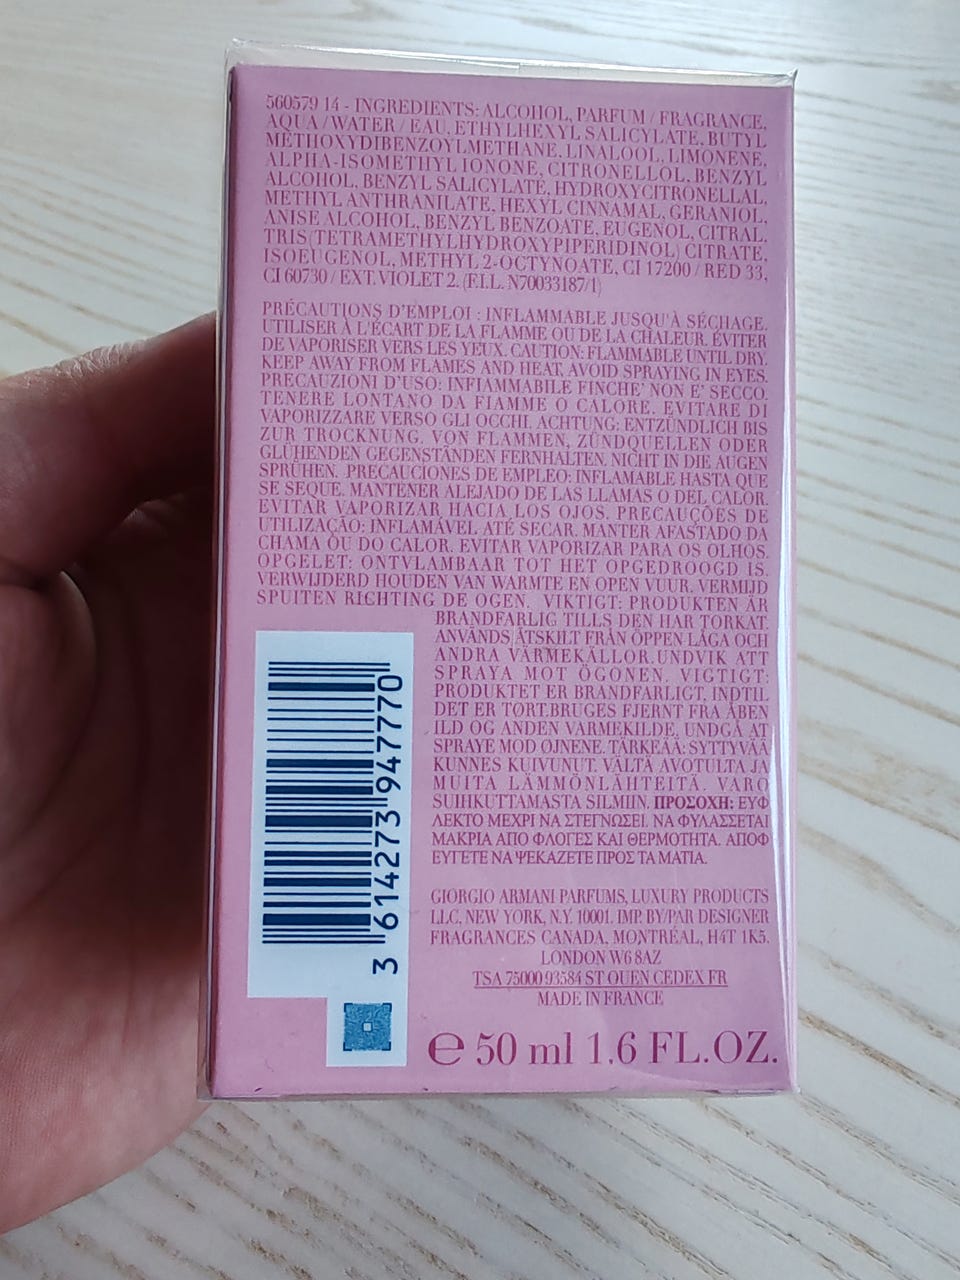 560579 14 - INGREDIENTS: ALCOHOL, PARFUM / FRAGRANCE,
AQUA / WATER / EAU, ETHYLHEXYL SALICYLATE, BUTYL
METHOXYDIBENZOYLMETHANE, LINALOOL, LIMONENE,
ALPHA-ISOMETHYL IONONE, CITRONELLOL, BENZYL
ALCOHOL, BENZYL SALICYLATE, HYDROXYCITRONELLAL,
METHYL ANTHRANILATE, HEXYL CINNAMAL, GERANIOL,
ANISE ALCOHOL, BENZYL BENZOATE, EUGENOL, CITRAL,
TRIS(TETRAMETHYLHYDROXYPIPERIDINOL) CITRATE,
ISOEUGENOL, METHYL 2-OCTYNOATE, CI 17200 / RED 33,
CI 60730 / EXT. VIOLET 2. (F.I.L. N70033187/1)
PRÉCAUTIONS D'EMPLOI : INFLAMMABLE JUSQU'À SÉCHAGE.
UTILISER À L'ÉCART DE LA FLAMME OU DE LA CHALEUR. ÉVITER
DE VAPORISER VERS LES YEUX. CAUTION: FLAMMABLE UNTIL DRY.
KEEP AWAY FROM FLAMES AND HEAT, AVOID SPRAYING IN EYES.
PRECAUZIONI D'USO: INFIAMMABILE FINCHE' NON E' SECCO.
TENERE LONTANO DA FIAMME O CALORE. EVITARE DI
VAPORIZZARE VERSO GLI OCCHI. ACHTUNG: ENTZÜNDLICH BIS
ZUR TROCKNUNG. VON FLAMMEN, ZÜNDQUELLEN ODER
GLÜHENDEN GEGENSTÄNDEN FERNHALTEN. NICHT IN DIE AUGEN
SPRÜHEN. PRECAUCIONES DE EMPLEO: INFLAMABLE HASTA QUE
SE SEQUE. MANTENER ALEJADO DE LAS LLAMAS O DEL CALOR.
EVITAR VAPORIZAR HACIA LOS OJOS. PRECAUÇÕES DE
UTILIZAÇÃO: INFLAMÁVEL ATÉ SECAR. MANTER AFASTADO DA
CHAMA OU DO CALOR. EVITAR VAPORIZAR PARA OS OLHOS.
OPGELET: ONTVLAMBAAR TOT HET OPGEDROOGD IS.
VERWIJDERD HOUDEN VAN WARMTE EN OPEN VUUR. VERMIJD
SPUITEN RICHTING DE OGEN. VIKTIGT: PRODUKTEN ÄR
BRANDFARLIG TILLS DEN HAR TORKAT.
ANVÄNDS ÅTSKILT FRÅN ÖPPEN LÅGA OCH
ANDRA VÄRMEKÄLLOR.UNDVIK ATT
SPRAYA MOT ÖGONEN. VIGTIGT:
PRODUKTET ER BRANDFARLIGT, INDTIL
DET ER TØRT.BRUGES FJERNT FRA ÅBEN
ILD OG ANDEN VARMEKILDE, UNDGÅ AT
SPRAYE MOD ØJNENE. TÄRKEÄÄ: SYTTYVÄÄ
KUNNES KUIVUNUT. VÄLTÄ AVOTULTA JA
MUITA LÄMMÖNLÄHTEITÄ. VARO
SUIHKUTTAMASTA SILMIIN. ΠΡΟΣΟΧΗ: ΕΥΦ
ΛΕΚΤΟ ΜΕΧΡΙ ΝΑ ΣΤΕΓΝΩΣΕΙ. ΝΑ ΦΥΛΑΣΣΕΤΑΙ
ΜΑΚΡΙΑ ΑΠΟ ΦΛΟΓΕΣ ΚΑΙ ΘΕΡΜΟΤΗΤΑ. ΑΠΟΦ
ΕΥΓΕΤΕ ΝΑ ΨΕΚΑΖΕΤΕ ΠΡΟΣ ΤΑ ΜΑΤΙΑ.
3 614273 947770
GIORGIO ARMANI PARFUMS, LUXURY PRODUCTS
LLC, NEW YORK, N.Y. 10001. IMP. BY/PAR DESIGNER
FRAGRANCES CANADA, MONTRÉAL, H4T 1K5.
LONDON W6 8AZ
TSA 75000 93584 ST OUEN CEDEX FR
MADE IN FRANCE
℮ 50 ml 1.6 FL.OZ.